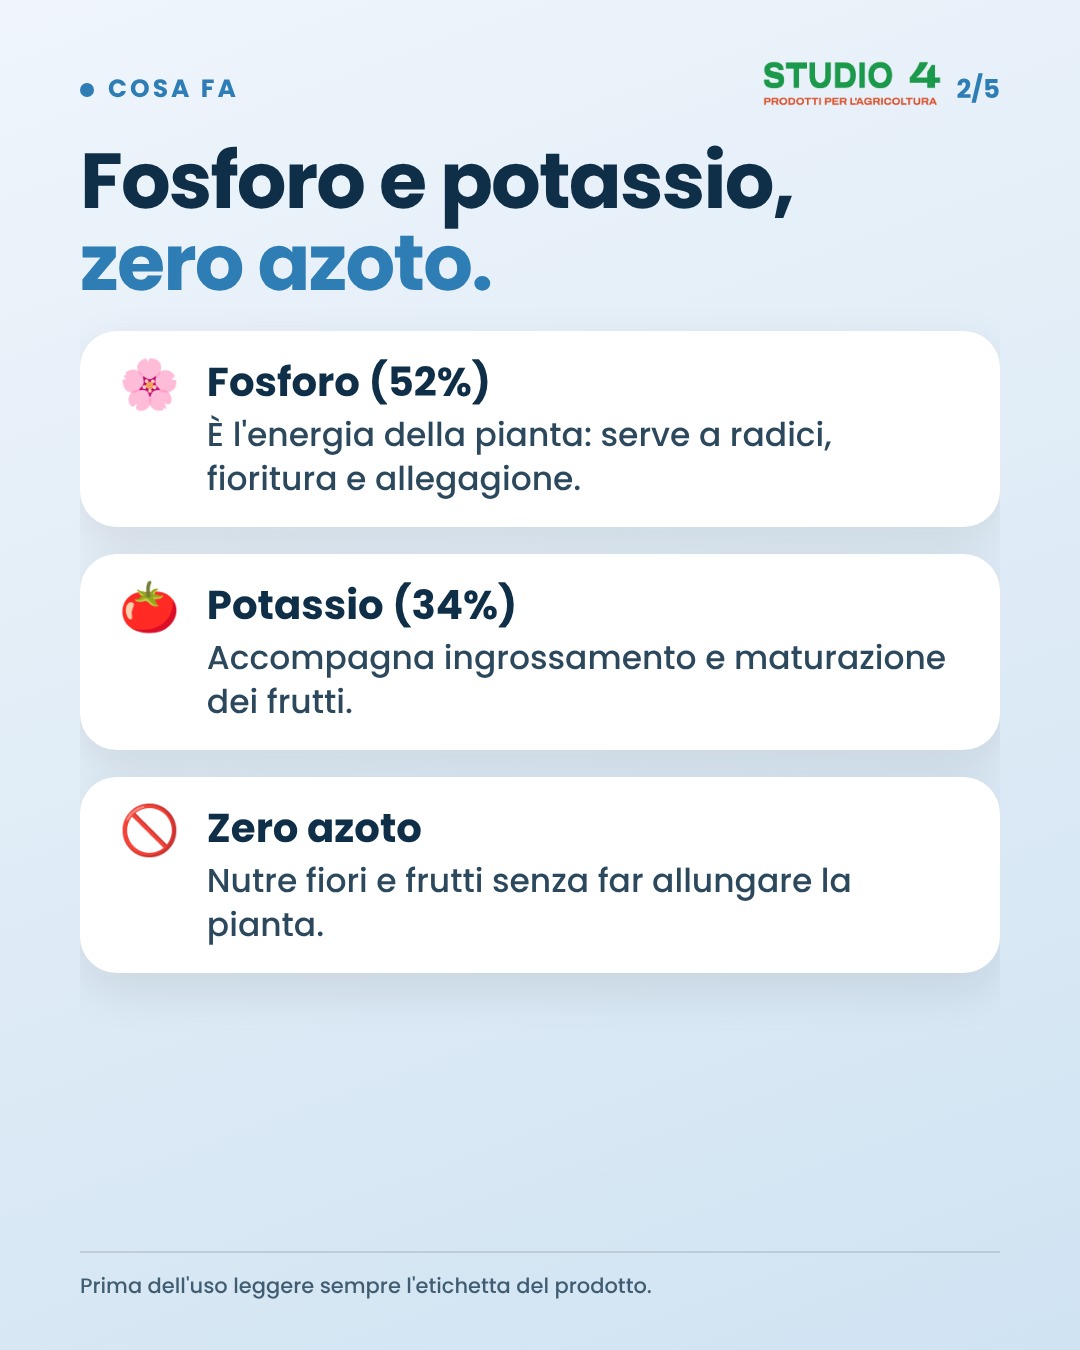 COSA FA
STUDIO 4
PRODOTTI PER L'AGRICOLTURA
2/5
Fosforo e potassio,
zero azoto.
Fosforo (52%)
È l'energia della pianta: serve a radici,
fioritura e allegagione.
Potassio (34%)
Accompagna ingrossamento e maturazione
dei frutti.
Zero azoto
Nutre fiori e frutti senza far allungare la
pianta.
Prima dell'uso leggere sempre l'etichetta del prodotto.